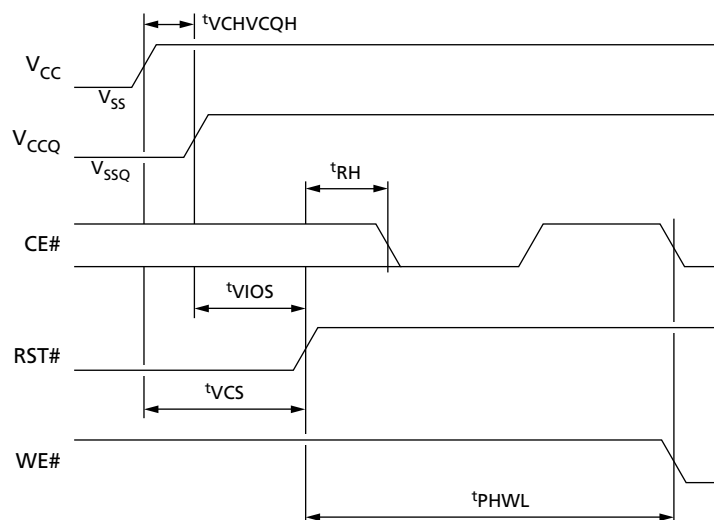 tVCHVCQH
VCC
VSS
VCCQ
VSSQ
tRH
CE#
tVIOS
RST#
tVCS
WE#
tPHWL